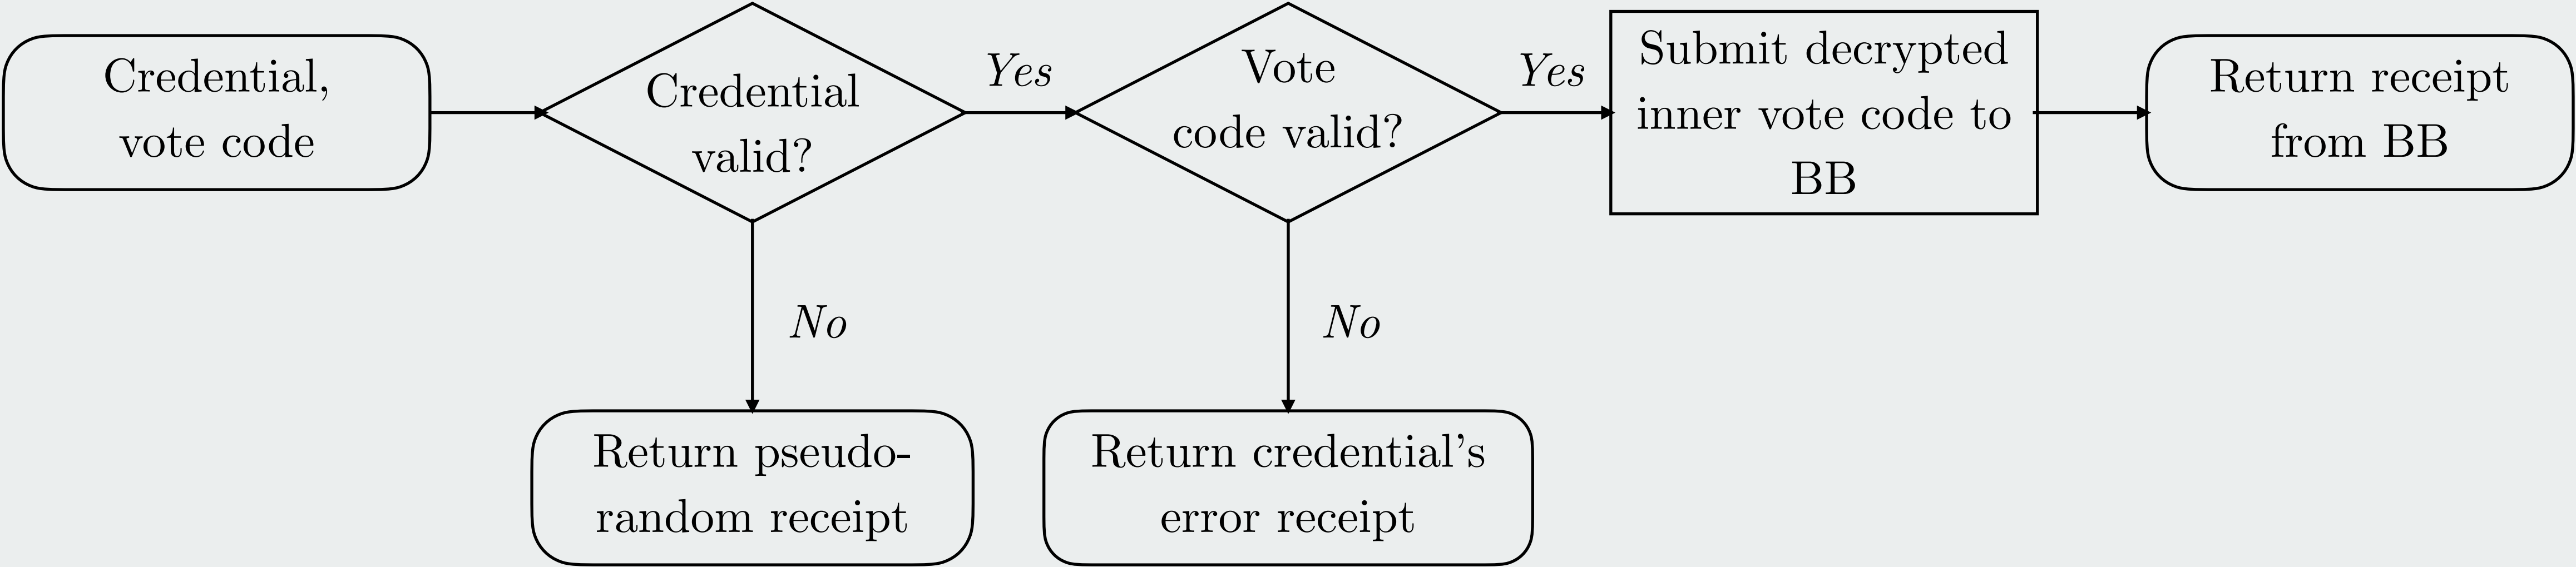 Credential,
vote code
Credential
valid?
Yes
Vote
code valid?
Yes
Submit decrypted
inner vote code to
BB
Return receipt
from BB
No
No
Return pseudo-
random receipt
Return credential's
error receipt